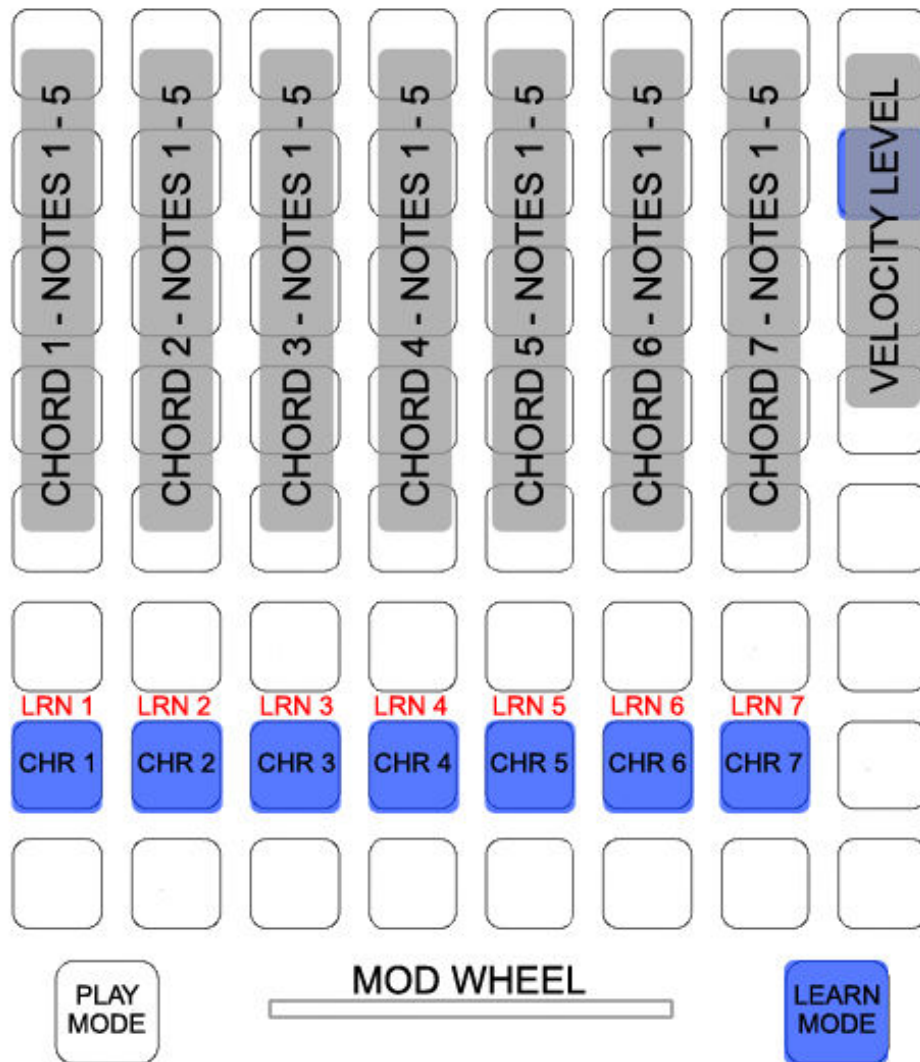 CHORD 1 - NOTES 1 - 5
CHORD 2 - NOTES 1 - 5
CHORD 3 - NOTES 1 - 5
CHORD 4 - NOTES 1 - 5
CHORD 5 - NOTES 1 - 5
CHORD 6 - NOTES 1 - 5
CHORD 7 - NOTES 1 - 5
VELOCITY LEVEL
LRN 1 LRN 2 LRN 3 LRN 4 LRN 5 LRN 6 LRN 7
CHR 1 CHR 2 CHR 3 CHR 4 CHR 5 CHR 6 CHR 7
PLAY
MODE
MOD WHEEL
LEARN
MODE